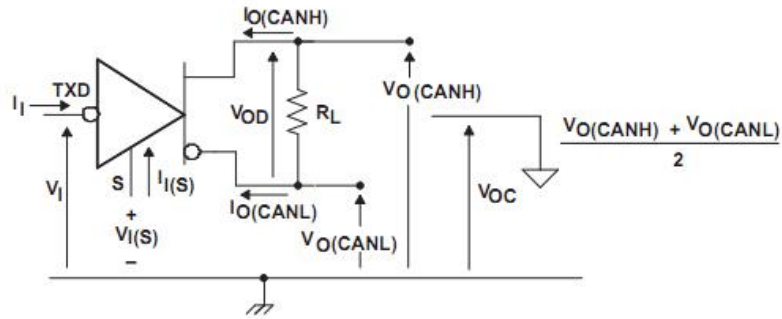 IO(CANH)
TXD
II
VOD
RL
VO(CANH)
VO(CANH) + VO(CANL)
2
VI
S
II(S)
+
VI(S)
–
IO(CANL)
VO(CANL)
VOC